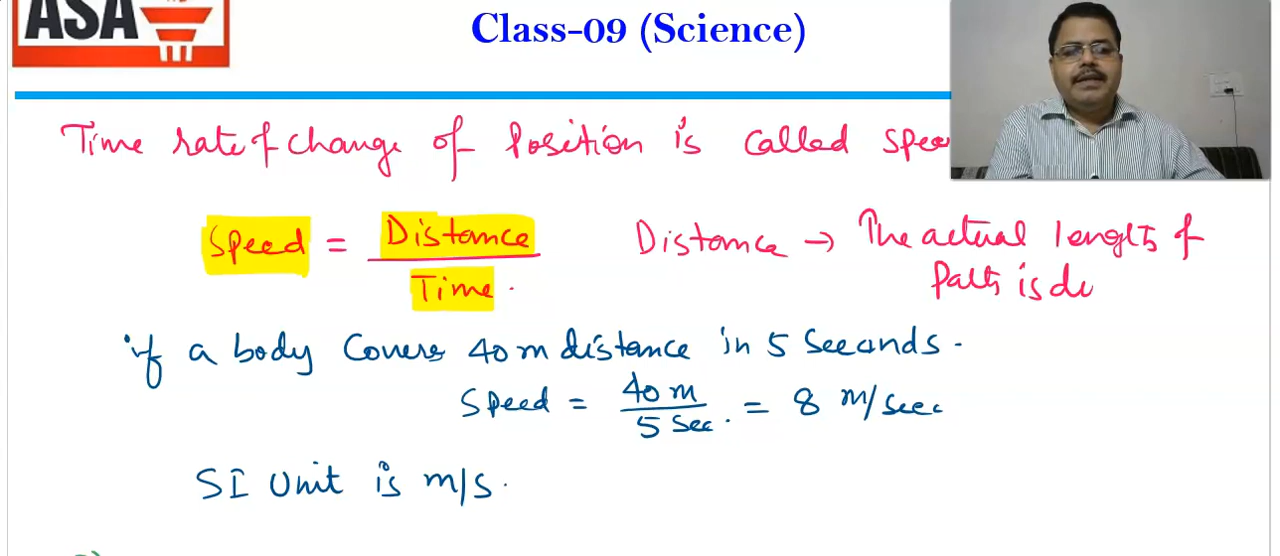 ASA
Class-09 (Science)
Time rate of change of Position is called Spee
Speed = Distance
Time.
Distance → The actual length of
Path is de
if a body Covers 40m distance in 5 Seconds.
Speed = 40 m
5 Sec. = 8 m/sec
SI Unit is m/s.